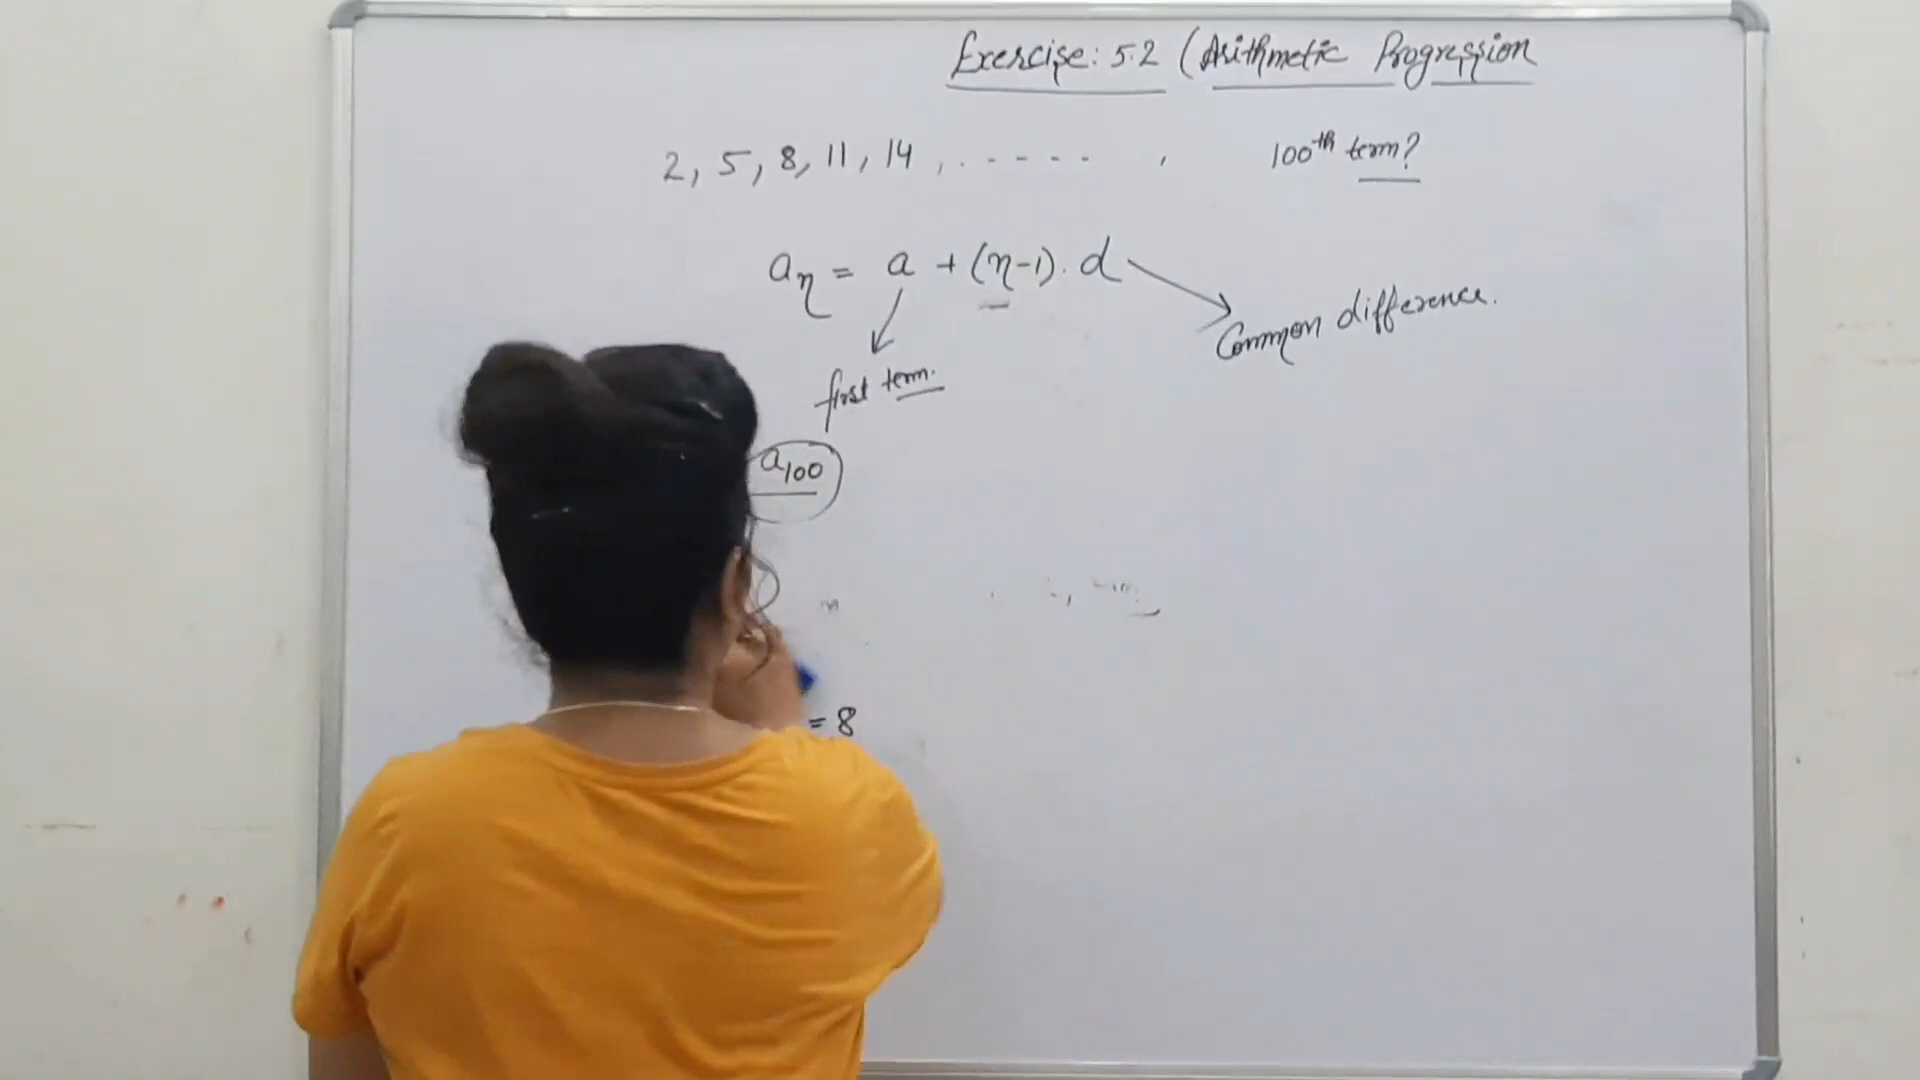 Exercise: 5.2 (Arithmetic Progression
2, 5, 8, 11, 14, ..----- , 100th term?
aη = a + (η-1). d
Common difference.
first term.
a100
= 8